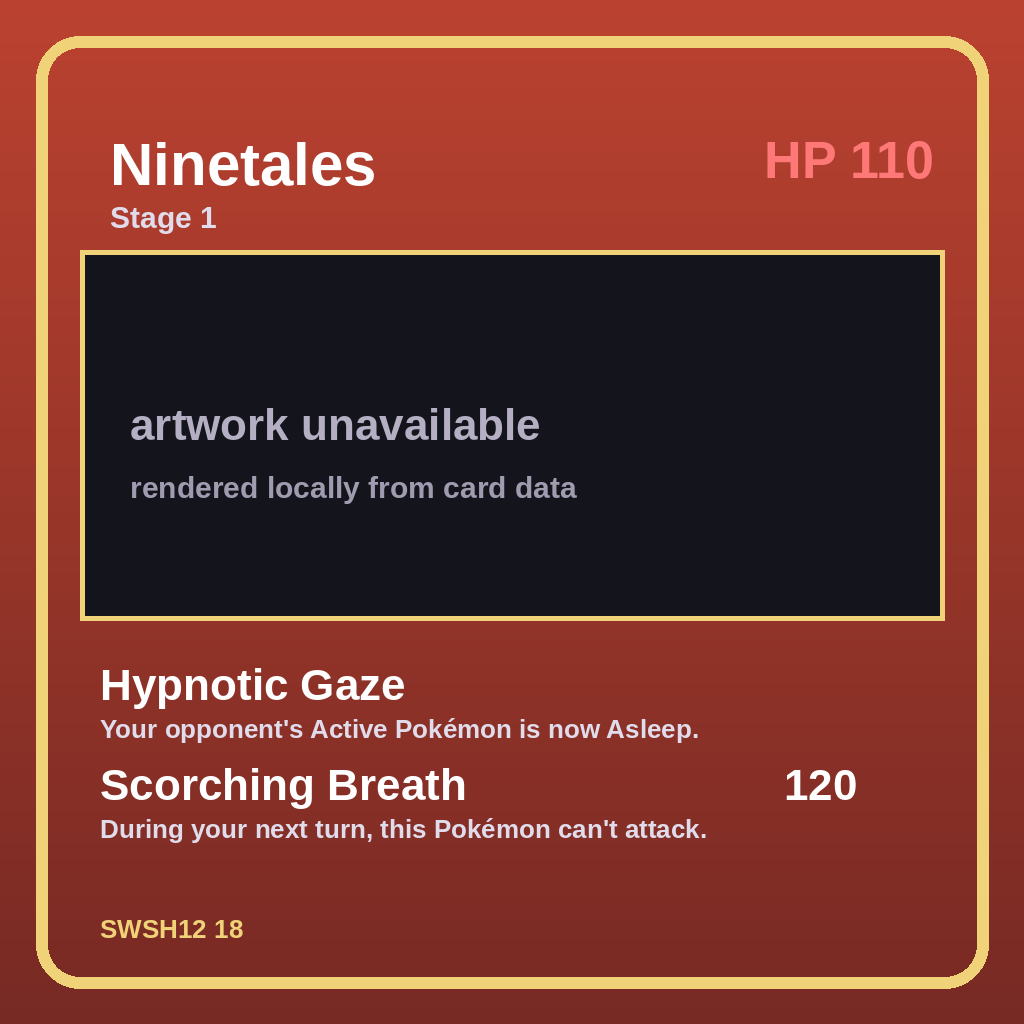 Ninetales
HP 110
Stage 1
artwork unavailable
rendered locally from card data
Hypnotic Gaze
Your opponent's Active Pokémon is now Asleep.
Scorching Breath 120
During your next turn, this Pokémon can't attack.
SWSH12 18